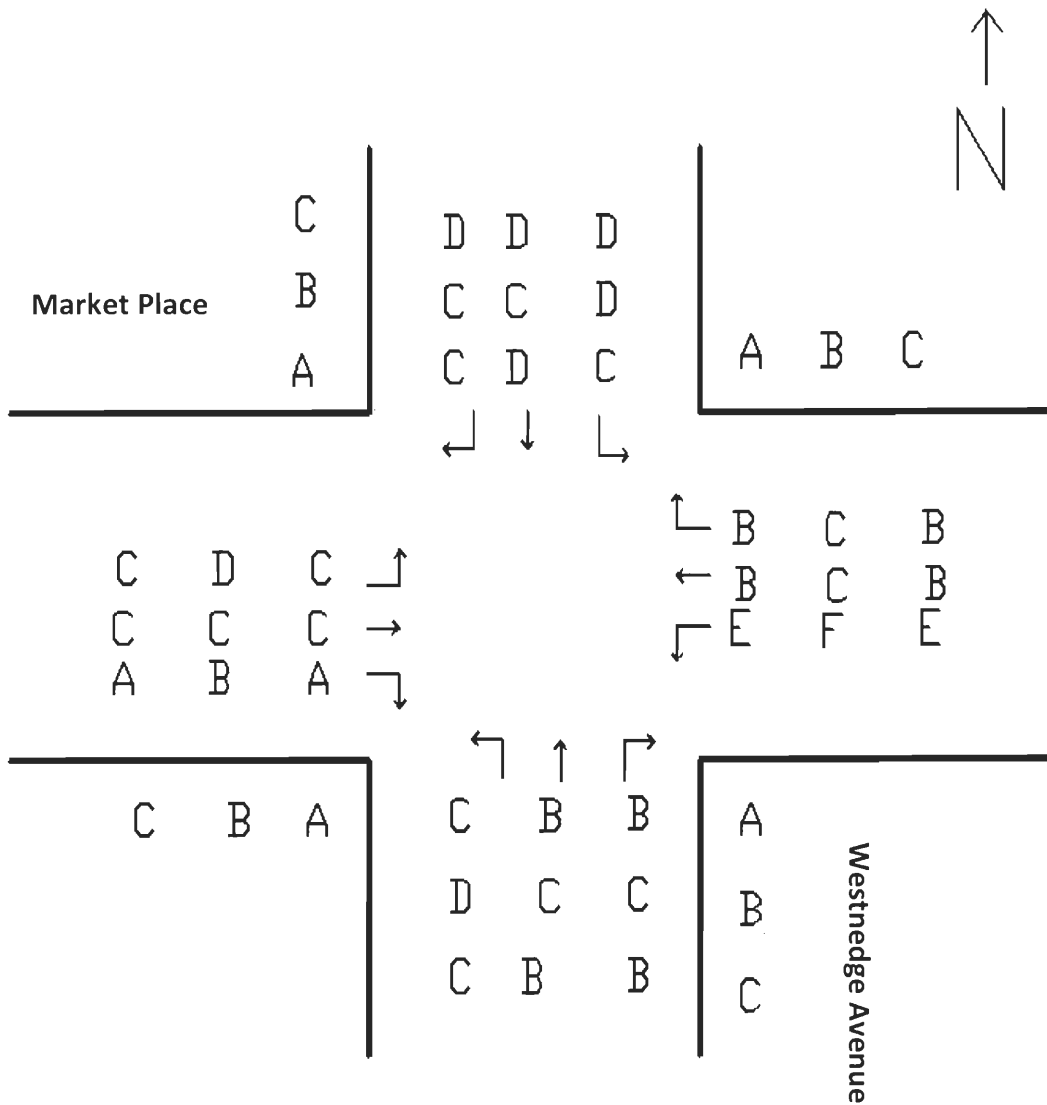 N
C
D D D
B
Market Place
C C D
A
C D C
A B C
B C B
C D C
B C B
C C C
E F E
A B A
C B A
C B B
A
D C C
B
C B B
C
Westnedge Avenue